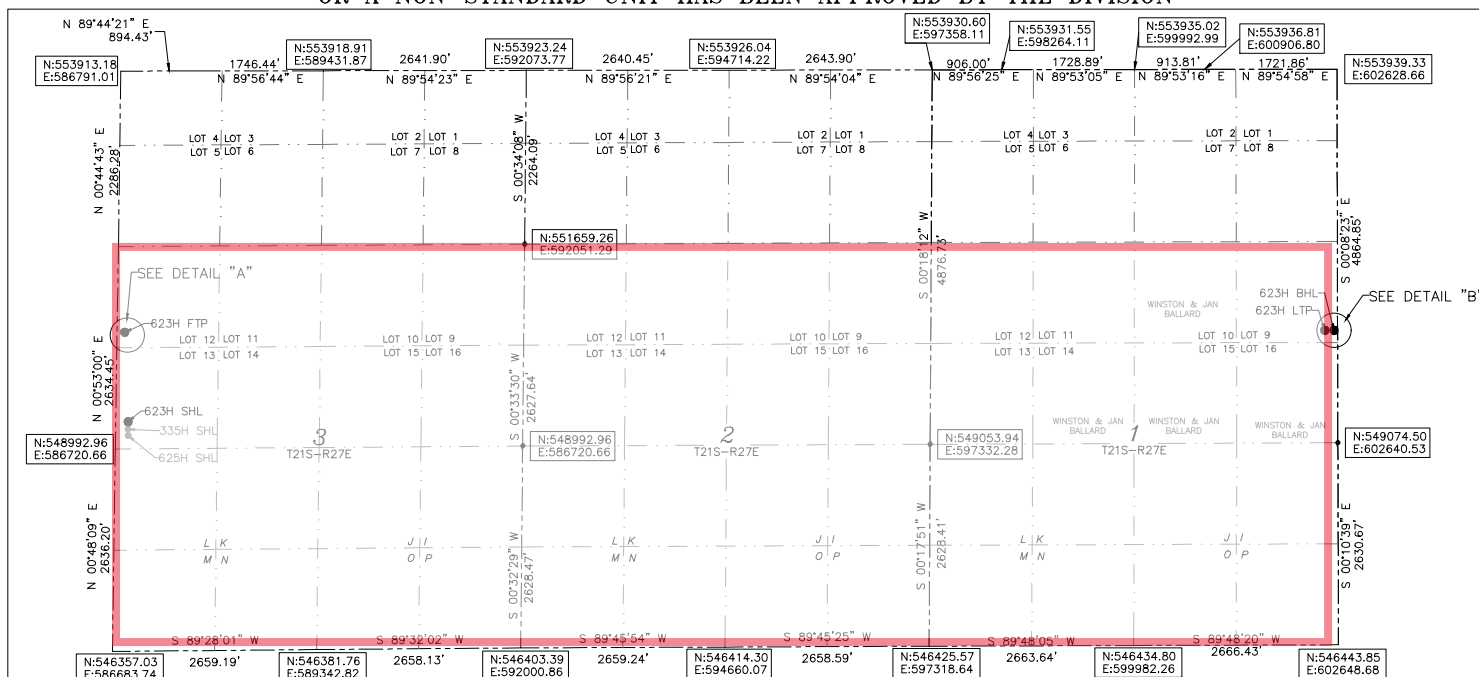 OR A NON-STANDARD UNIT HAS BEEN APPROVED BY THE DIVISION
N 89°44'21" E
894.43'
N:553913.18
E:586791.01
1746.44'
N 89°56'44" E
N:553918.91
E:589431.87
2641.90'
N 89°54'23" E
N:553923.24
E:592073.77
2640.45'
N 89°56'21" E
N:553926.04
E:594714.22
2643.90'
N 89°54'04" E
N:553930.60
E:597358.11
906.00'
N 89°56'25" E
N:553931.55
E:598264.11
1728.89'
N 89°53'05" E
N:553935.02
E:599992.99
913.81'
N 89°53'16" E
N:553936.81
E:600906.80
1721.86'
N 89°54'58" E
N:553939.33
E:602628.66
LOT 4 LOT 3
LOT 5 LOT 6
LOT 2 LOT 1
LOT 7 LOT 8
LOT 4 LOT 3
LOT 5 LOT 6
LOT 2 LOT 1
LOT 7 LOT 8
LOT 4 LOT 3
LOT 5 LOT 6
LOT 2 LOT 1
LOT 7 LOT 8
N 00°44'43" E
2286.28'
S 00°34'08" W
2264.09'
S 00°18'12" W
4876.73'
S 00°08'23" E
4864.85'
N:551659.26
E:592051.29
SEE DETAIL "A"
623H FTP
WINSTON & JAN
BALLARD
623H BHL
623H LTP
SEE DETAIL "B"
LOT 12 LOT 11
LOT 13 LOT 14
LOT 10 LOT 9
LOT 15 LOT 16
LOT 12 LOT 11
LOT 13 LOT 14
LOT 10 LOT 9
LOT 15 LOT 16
LOT 12 LOT 11
LOT 13 LOT 14
LOT 10 LOT 9
LOT 15 LOT 16
N 00°53'00" E
2634.45'
S 00°33'30" W
2627.64'
623H SHL
335H SHL
625H SHL
WINSTON & JAN
BALLARD
WINSTON & JAN
BALLARD
WINSTON & JAN
BALLARD
N:548992.96
E:586720.66
3
T21S-R27E
N:548992.96
E:586720.66
2
T21S-R27E
N:549053.94
E:597332.28
1
T21S-R27E
N:549074.50
E:602640.53
N 00°48'09" E
2636.20'
S 00°32'29" W
2628.47'
S 00°17'51" W
2628.41'
S 00°10'39" E
2630.67'
L K
M N
J I
O P
L K
M N
J I
O P
L K
M N
J I
O P
S 89°28'01" W
S 89°32'02" W
S 89°45'54" W
S 89°45'25" W
S 89°48'05" W
S 89°48'20" W
N:546357.03
E:586683.74
2659.19'
N:546381.76
E:589342.82
2658.13'
N:546403.39
E:592000.86
2659.24'
N:546414.30
E:594660.07
2658.59'
N:546425.57
E:597318.64
2663.64'
N:546434.80
E:599982.26
2666.43'
N:546443.85
E:602648.68